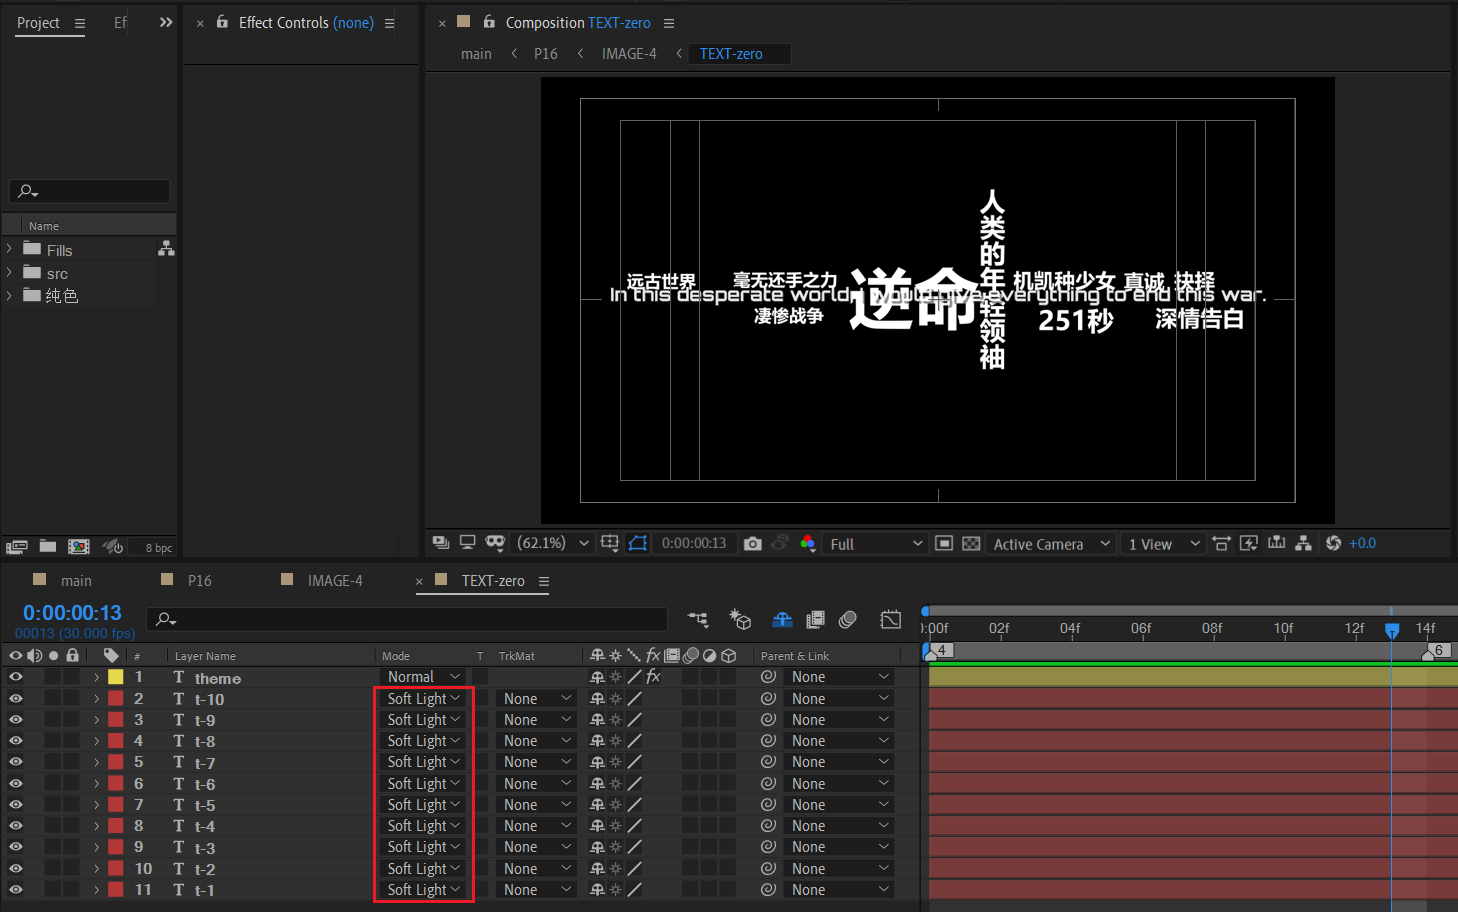 Project
Ef
Effect Controls (none)
Composition TEXT-zero
main
P16
IMAGE-4
TEXT-zero
Name
Fills
src
纯色
8 bpc
人类的年轻领袖
远古世界
毫无还手之力
逆命
机凯种少女
真诚
抉择
In this desperate world
give everything to end this war.
凄惨战争
251秒
深情告白
(62.1%)
0:00:00:13
Full
Active Camera
1 View
+0.0
main
P16
IMAGE-4
TEXT-zero
0:00:00:13
00013 (30.000 fps)
:00f 02f 04f 06f 08f 10f 12f 14f
4
6
# Layer Name Mode T TrkMat Parent & Link
1 T theme Normal None
2 T t-10 Soft Light None None
3 T t-9 Soft Light None None
4 T t-8 Soft Light None None
5 T t-7 Soft Light None None
6 T t-6 Soft Light None None
7 T t-5 Soft Light None None
8 T t-4 Soft Light None None
9 T t-3 Soft Light None None
10 T t-2 Soft Light None None
11 T t-1 Soft Light None None